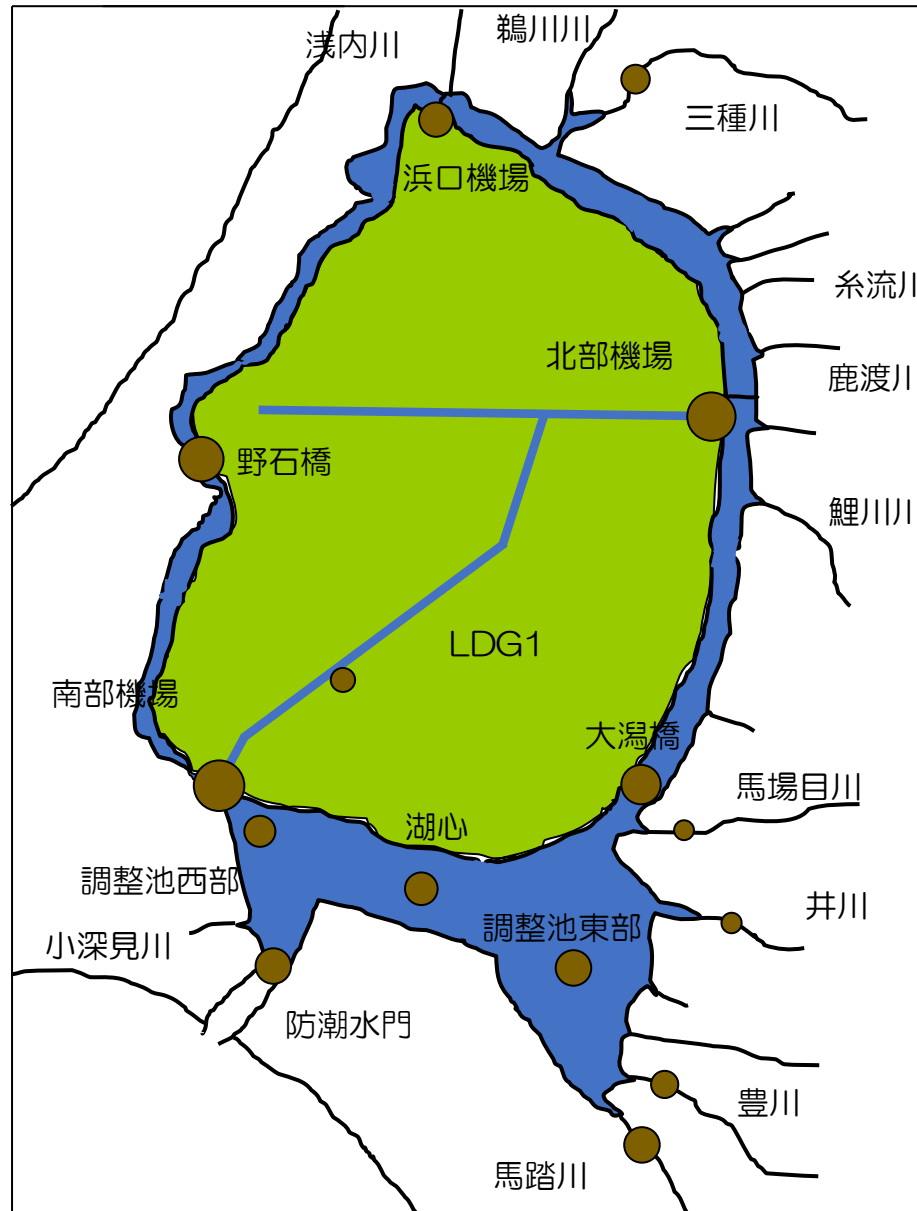 浅内川
鵜川川
三種川
浜口機場
糸流川
北部機場
鹿渡川
野石橋
鯉川川
LDG1
南部機場
大潟橋
馬場目川
湖心
調整池西部
井川
調整池東部
小深見川
防潮水門
豊川
馬踏川